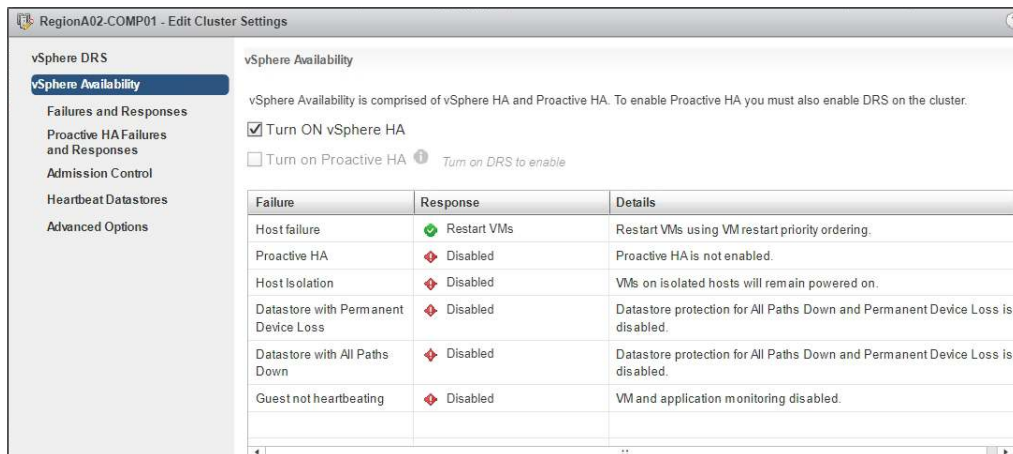 RegionA02-COMP01 - Edit Cluster Settings
vSphere DRS
vSphere Availability
Failures and Responses
Proactive HA Failures
and Responses
Admission Control
Heartbeat Datastores
Advanced Options
vSphere Availability
vSphere Availability is comprised of vSphere HA and Proactive HA. To enable Proactive HA you must also enable DRS on the cluster.
Turn ON vSphere HA
Turn on Proactive HA Turn on DRS to enable
Failure Response Details
Host failure Restart VMs Restart VMs using VM restart priority ordering.
Proactive HA Disabled Proactive HA is not enabled.
Host Isolation Disabled VMs on isolated hosts will remain powered on.
Datastore with Permanent Disabled Datastore protection for All Paths Down and Permanent Device Loss is
Device Loss disabled.
Datastore with All Paths Disabled Datastore protection for All Paths Down and Permanent Device Loss is
Down disabled.
Guest not heartbeating Disabled VM and application monitoring disabled.